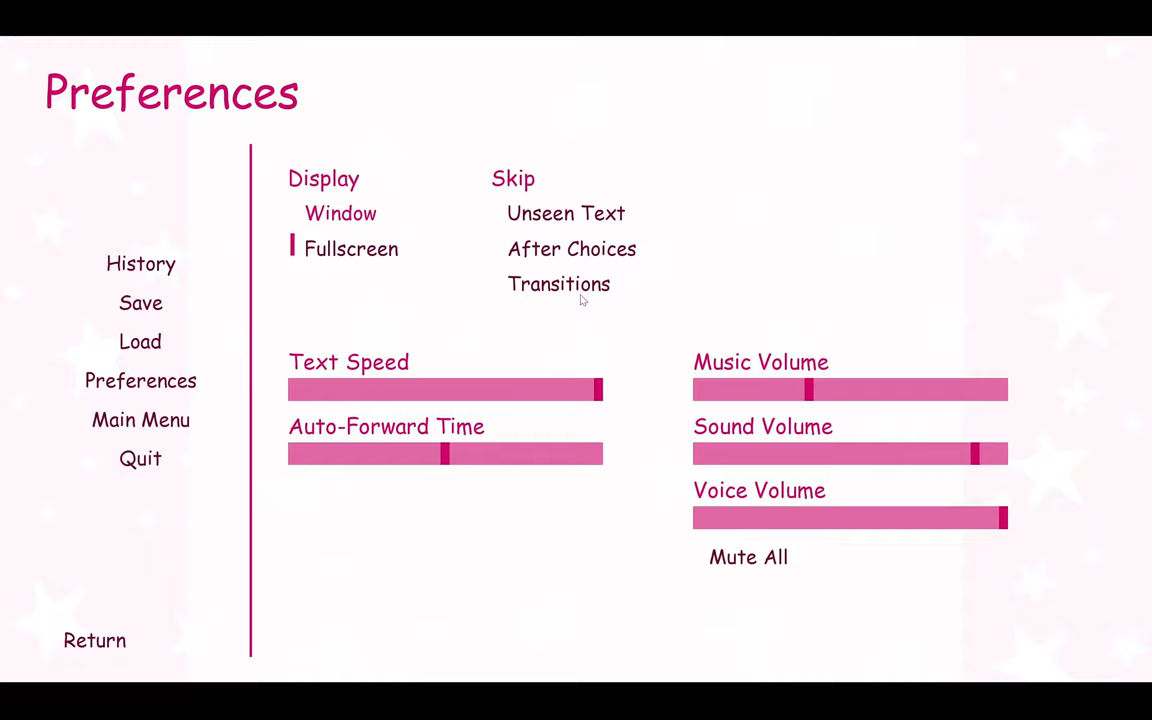 Preferences
History
Save
Load
Preferences
Main Menu
Quit
Return
Display
Window
Fullscreen
Skip
Unseen Text
After Choices
Transitions
Text Speed
Auto-Forward Time
Music Volume
Sound Volume
Voice Volume
Mute All